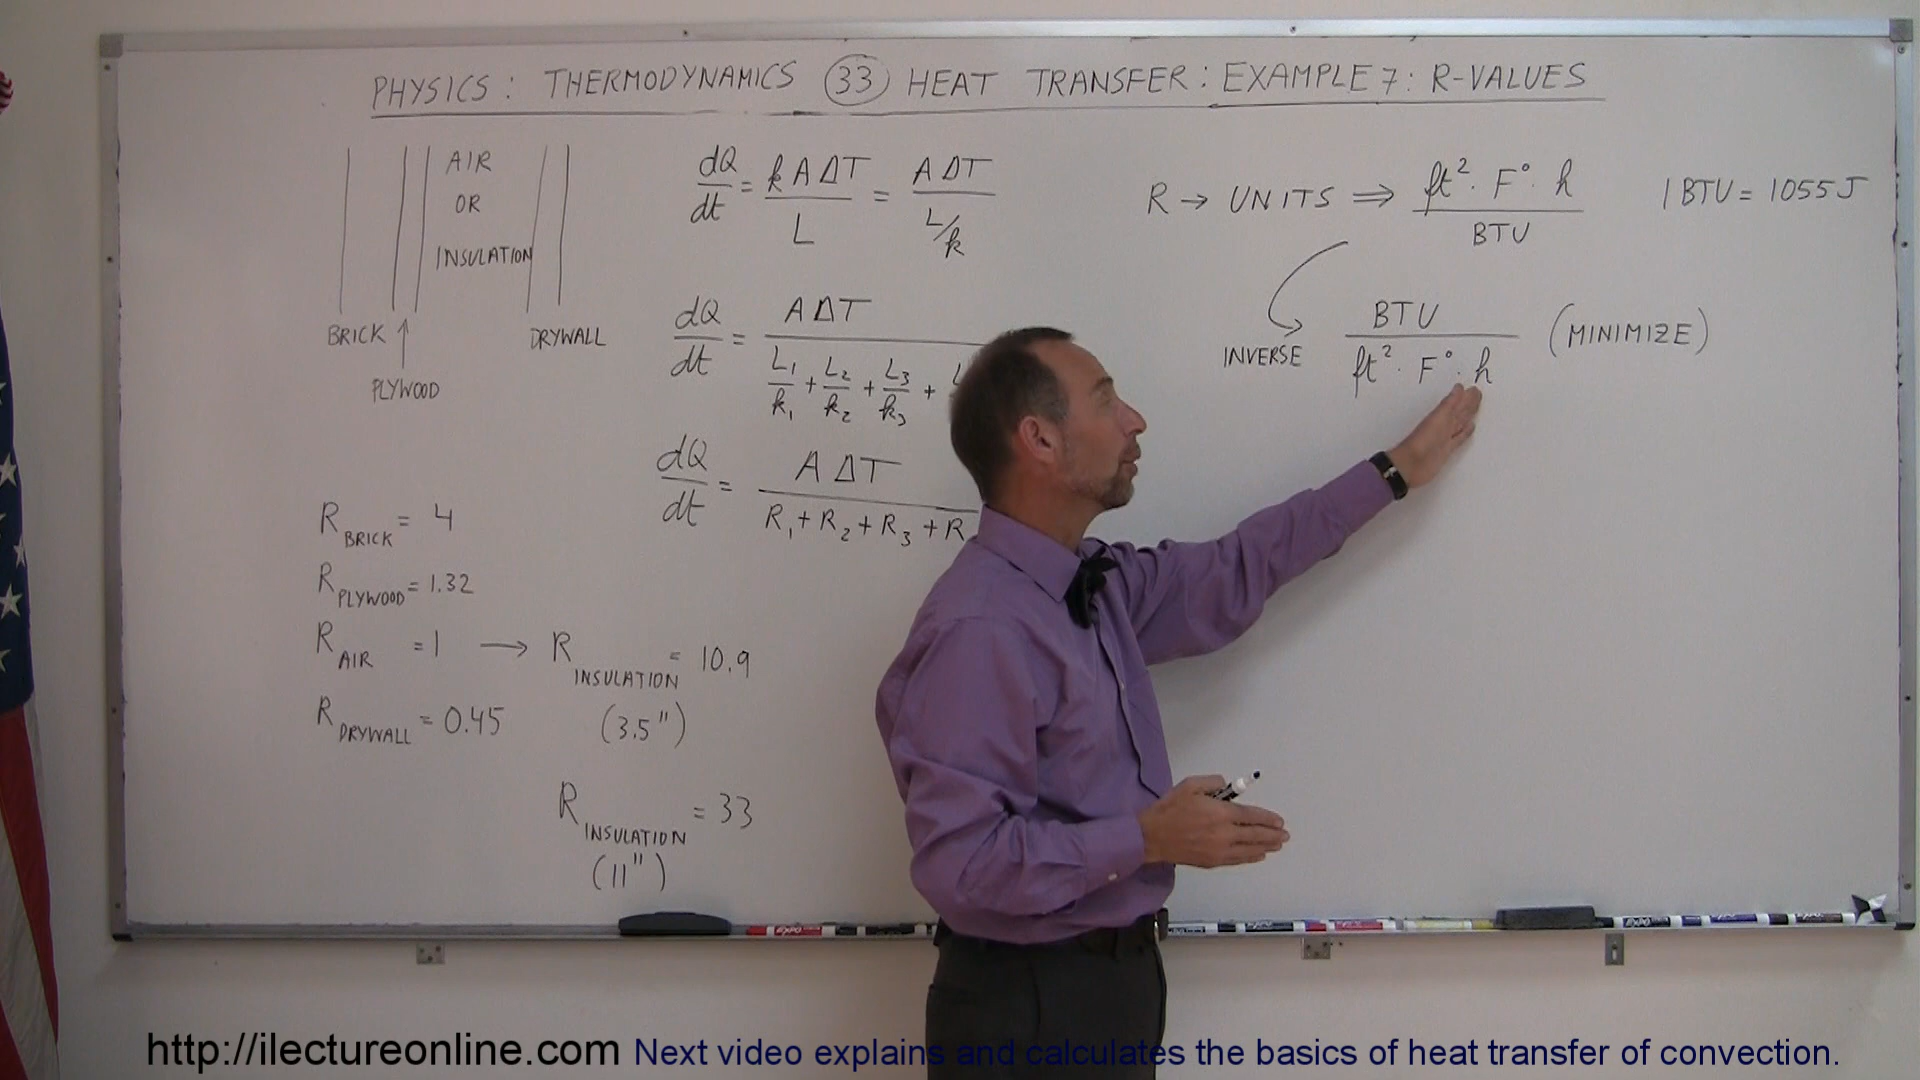 PHYSICS: THERMODYNAMICS 33 HEAT TRANSFER: EXAMPLE 7: R-VALUES
AIR
OR
INSULATION
BRICK
PLYWOOD
DRYWALL
dQ/dt = kAΔT/L = AΔT/(L/k)
dQ/dt = AΔT/(L₁/k₁ + L₂/k₂ + L₃/k₃ + L
dQ/dt = AΔT/(R₁ + R₂ + R₃ + R
R → UNITS ⇒ ft²·F°·h/BTU
1 BTU = 1055 J
INVERSE
BTU/(ft²·F°·h) (MINIMIZE)
R BRICK = 4
R PLYWOOD = 1.32
R AIR = 1 → R INSULATION = 10.9
(3.5")
R DRYWALL = 0.45
R INSULATION = 33
(11")
http://ilectureonline.com Next video explains and calculates the basics of heat transfer of convection.